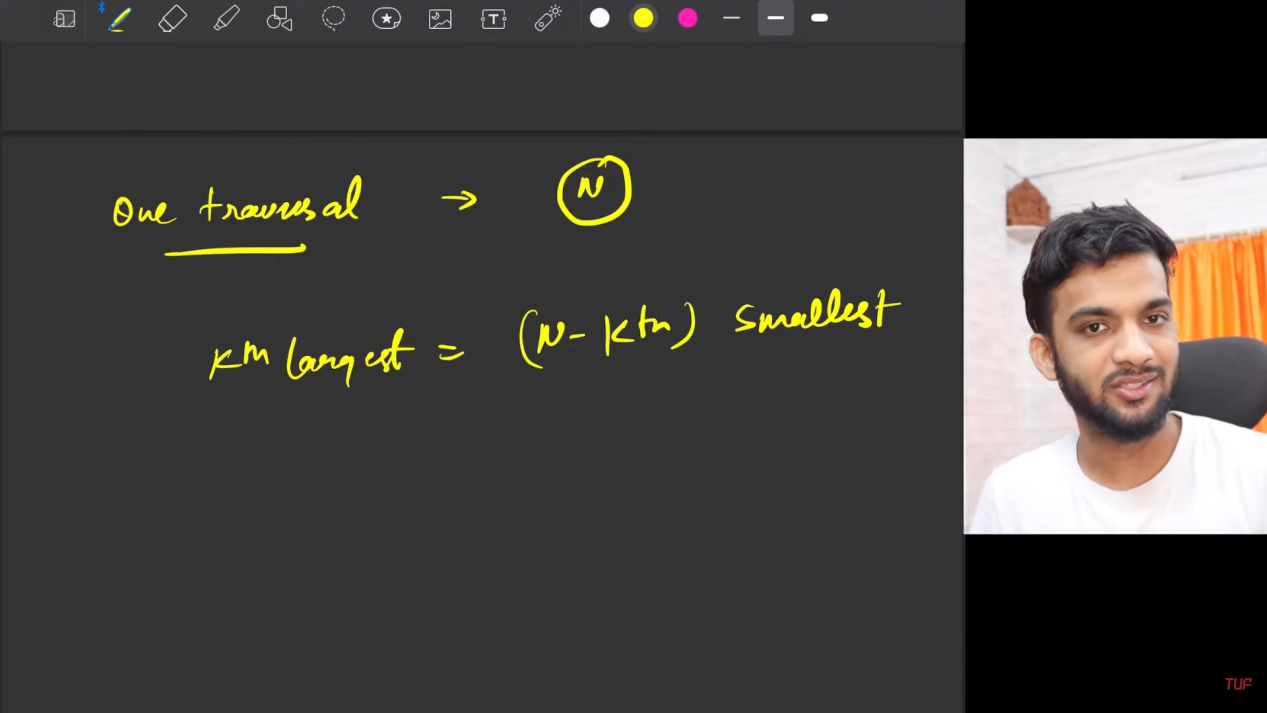 One traversal → N
Kth largest = (N - Kth) smallest
TUF